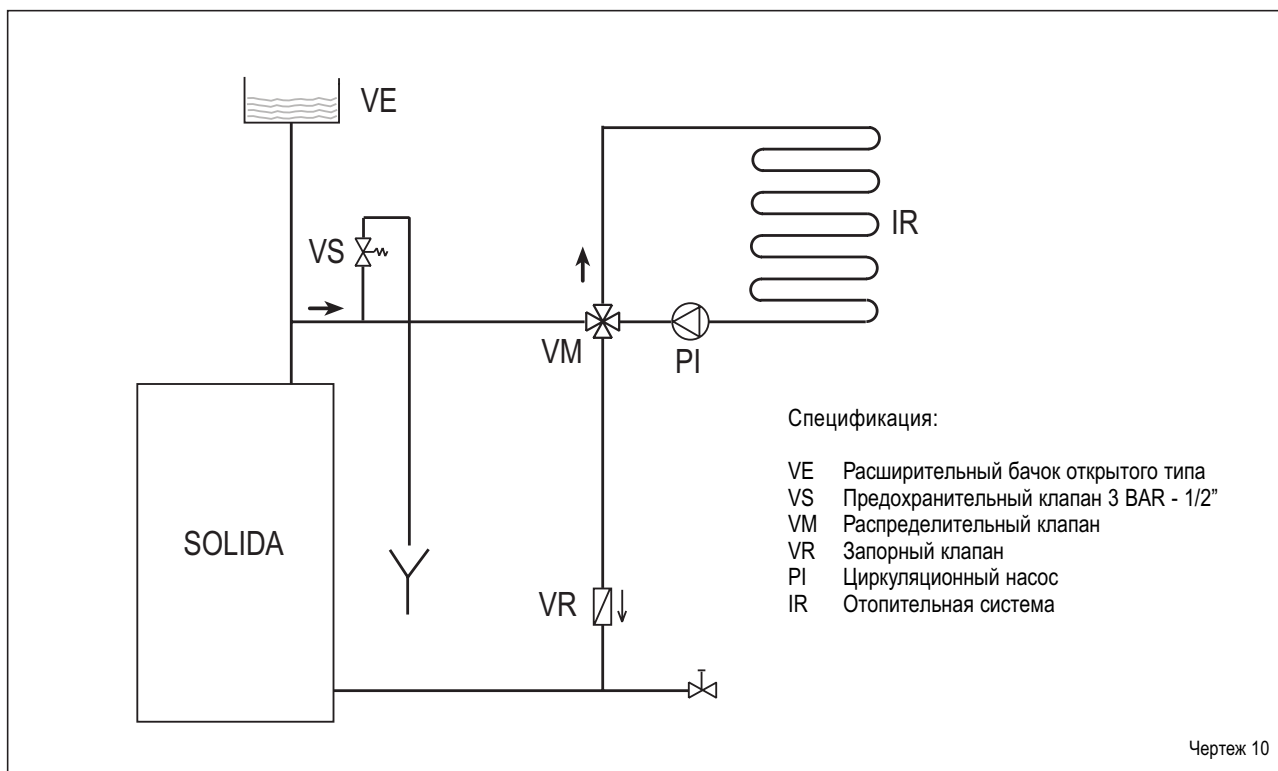 VE
VS
IR
VM
PI
SOLIDA
VR
Спецификация:
VE Расширительный бачок открытого типа
VS Предохранительный клапан 3 BAR - 1/2”
VM Распределительный клапан
VR Запорный клапан
PI Циркуляционный насос
IR Отопительная система
Чертеж 10